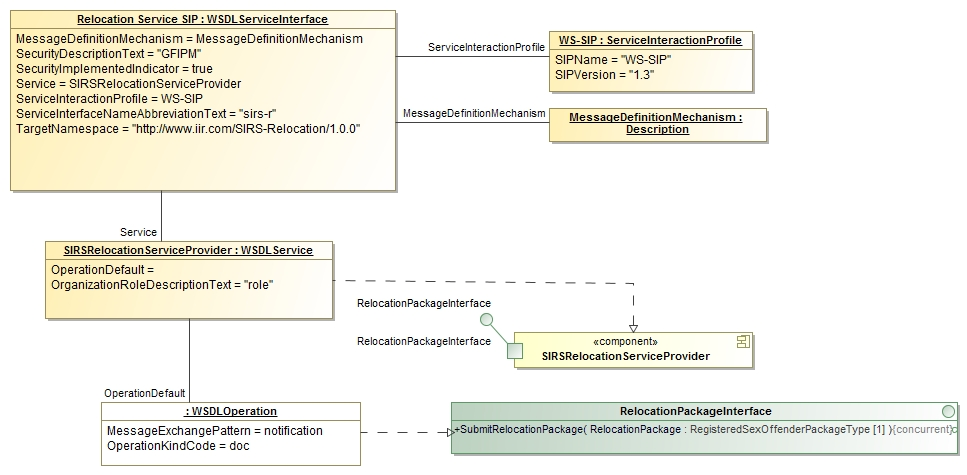 Relocation Service SIP : WSDLServiceInterface
MessageDefinitionMechanism = MessageDefinitionMechanism
SecurityDescriptionText = "GFIPM"
SecurityImplementedIndicator = true
Service = SIRSRelocationServiceProvider
ServiceInteractionProfile = WS-SIP
ServiceInterfaceNameAbbreviationText = "sirs-r"
TargetNamespace = "http://www.iir.com/SIRS-Relocation/1.0.0"
ServiceInteractionProfile
WS-SIP : ServiceInteractionProfile
SIPName = "WS-SIP"
SIPVersion = "1.3"
MessageDefinitionMechanism
MessageDefinitionMechanism :
Description
Service
SIRSRelocationServiceProvider : WSDLService
OperationDefault =
OrganizationRoleDescriptionText = "role"
RelocationPackageInterface
RelocationPackageInterface
«component»
SIRSRelocationServiceProvider
OperationDefault
: WSDLOperation
MessageExchangePattern = notification
OperationKindCode = doc
RelocationPackageInterface
+SubmitRelocationPackage( RelocationPackage : RegisteredSexOffenderPackageType [1] ){concurrent}